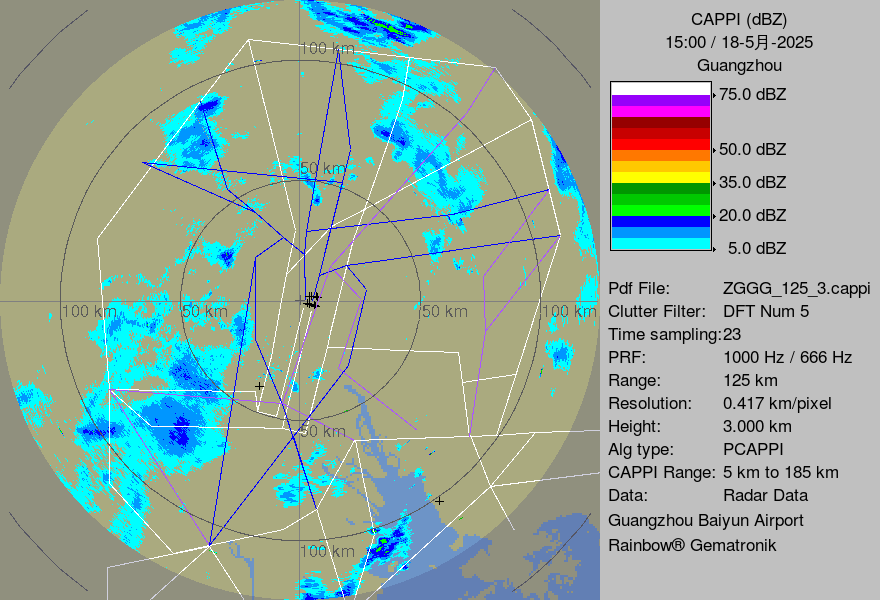 CAPPI (dBZ)
15:00 / 18-5月-2025
Guangzhou
75.0 dBZ
50.0 dBZ
35.0 dBZ
20.0 dBZ
5.0 dBZ
Pdf File: ZGGG_125_3.cappi
Clutter Filter: DFT Num 5
Time sampling:23
PRF: 1000 Hz / 666 Hz
Range: 125 km
Resolution: 0.417 km/pixel
Height: 3.000 km
Alg type: PCAPPI
CAPPI Range: 5 km to 185 km
Data: Radar Data
Guangzhou Baiyun Airport
Rainbow® Gematronik
100 km
50 km
100 km 50 km 50 km 100 km
50 km
100 km